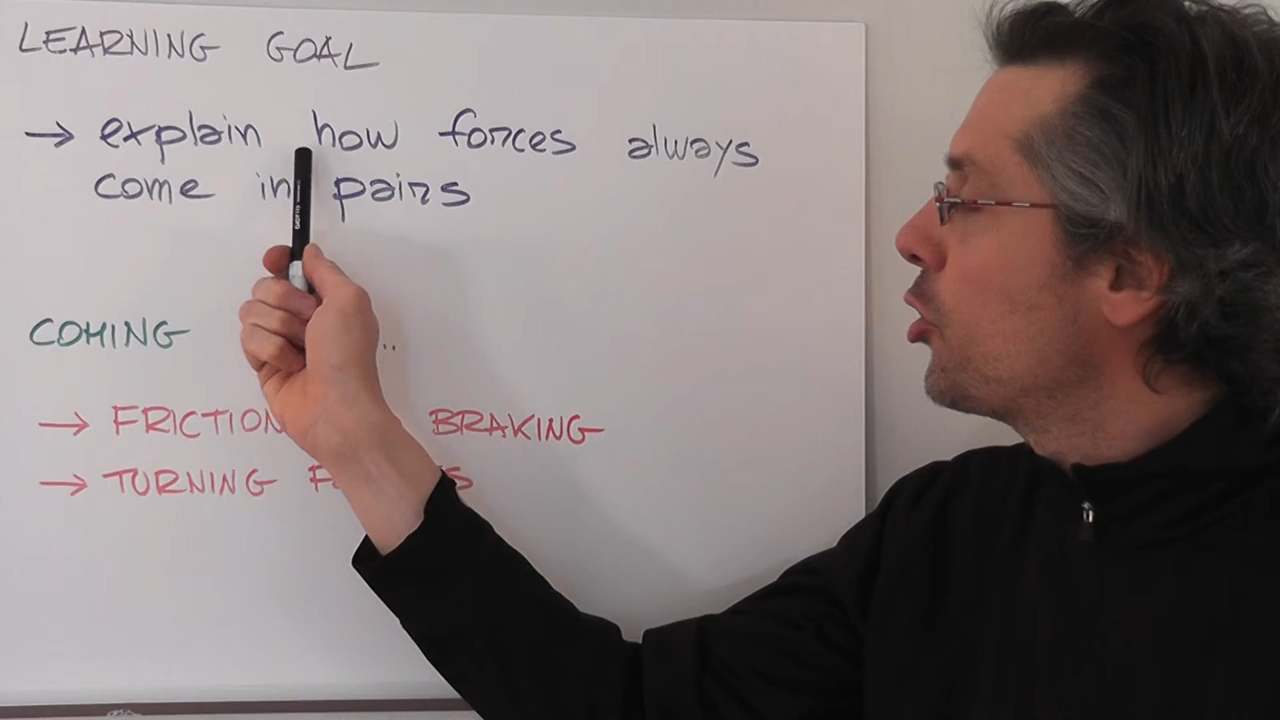 LEARNING GOAL
→ explain how forces always
come in pairs
COMING ..
→ FRICTION BRAKING
→ TURNING